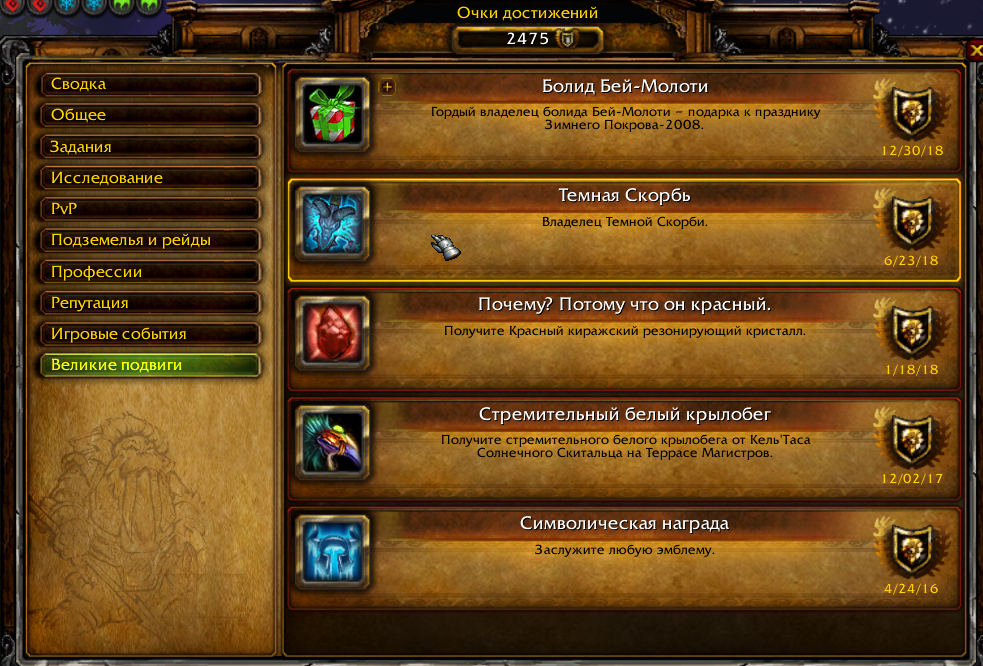 Очки достижений
2475
Сводка
Общее
Задания
Исследование
PvP
Подземелья и рейды
Профессии
Репутация
Игровые события
Великие подвиги
Болид Бей-Молоти
Гордый владелец болида Бей-Молоти – подарка к празднику
Зимнего Покрова-2008.
12/30/18
Темная Скорбь
Владелец Темной Скорби.
6/23/18
Почему? Потому что он красный.
Получите Красный киражский резонирующий кристалл.
1/18/18
Стремительный белый крылобег
Получите стремительного белого крылобега от Кель'Таса
Солнечного Скитальца на Террасе Магистров.
12/02/17
Символическая награда
Заслужите любую эмблему.
4/24/16